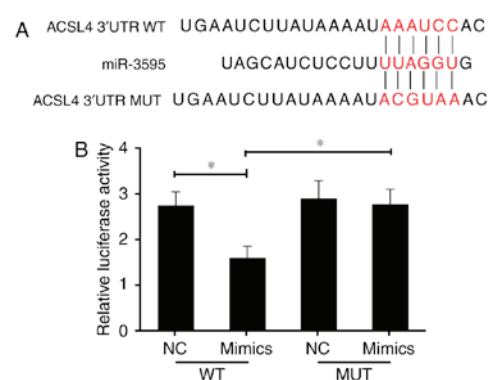 A
ACSL4 3′UTR WT UGAAUCUUAUAAAAUAAAUCCAC
miR-3595 UAGCAUCUCCUUUUAGGUG
ACSL4 3′UTR MUT UGAAUCUUAUAAAAUACGUAAAC
B
Relative luciferase activity
4
3
2
1
0
* *
NC Mimics NC Mimics
WT MUT